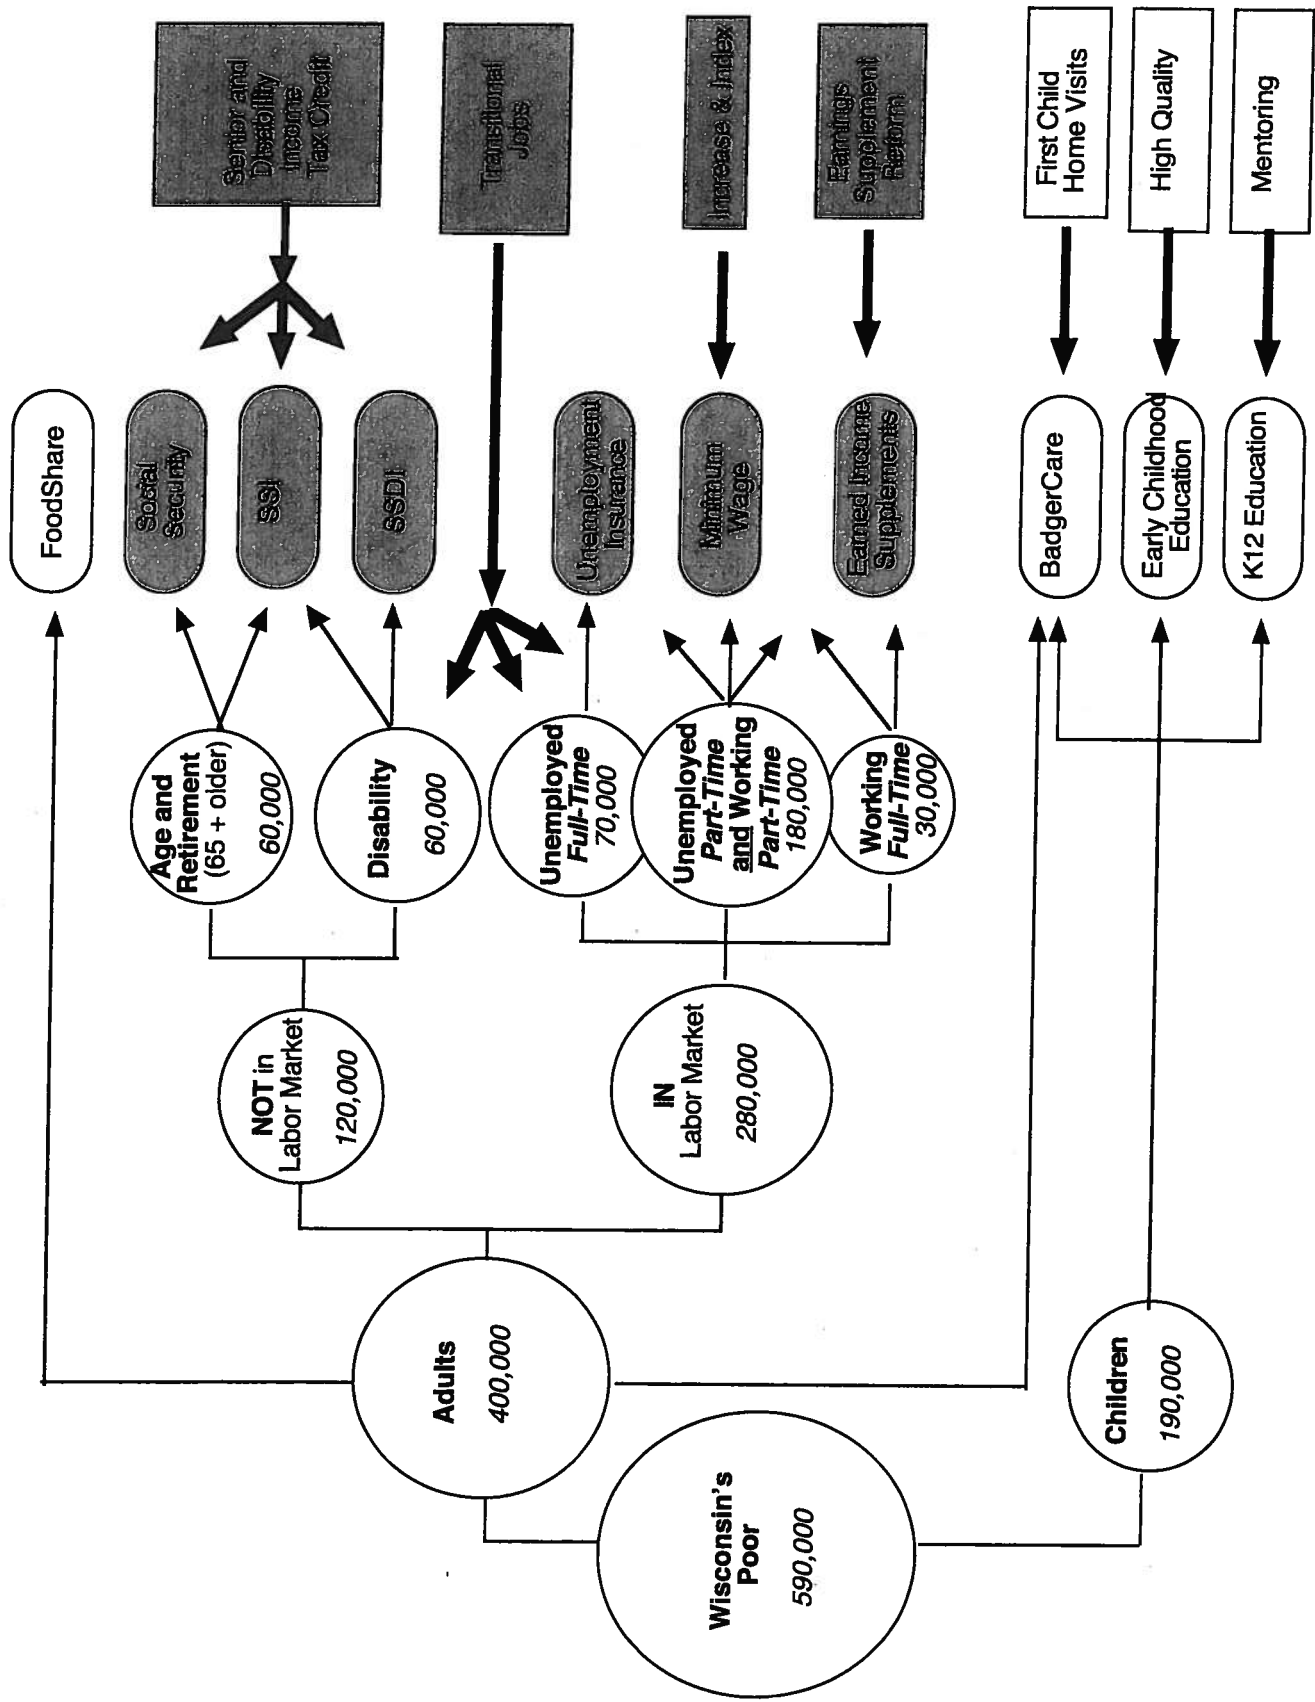 Wisconsin's
Poor
590,000
Adults
400,000
Children
190,000
NOT in
Labor Market
120,000
IN
Labor Market
280,000
Age and
Retirement
(65 + older)
60,000
Disability
60,000
Unemployed
Full-Time
70,000
Unemployed
Part-Time
and Working
Part-Time
180,000
Working
Full-Time
30,000
FoodShare
Social
Security
SSI
SSDI
Unemployment
Insurance
Minimum
Wage
Earned Income
Supplements
BadgerCare
Early Childhood
Education
K12 Education
Senior and
Disability
Income
Tax Credit
Transitional
Jobs
Increase & Index
Earnings
Supplement
Reform
First Child
Home Visits
High Quality
Mentoring